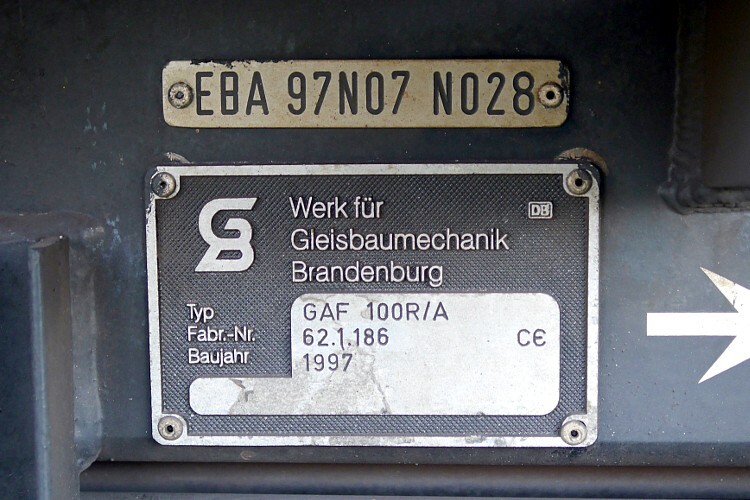 EBA 97N07 N028
GB
Werk für
DB
Gleisbaumechanik
Brandenburg
Typ GAF 100R/A
Fabr.-Nr. 62.1.186 CE
Baujahr 1997